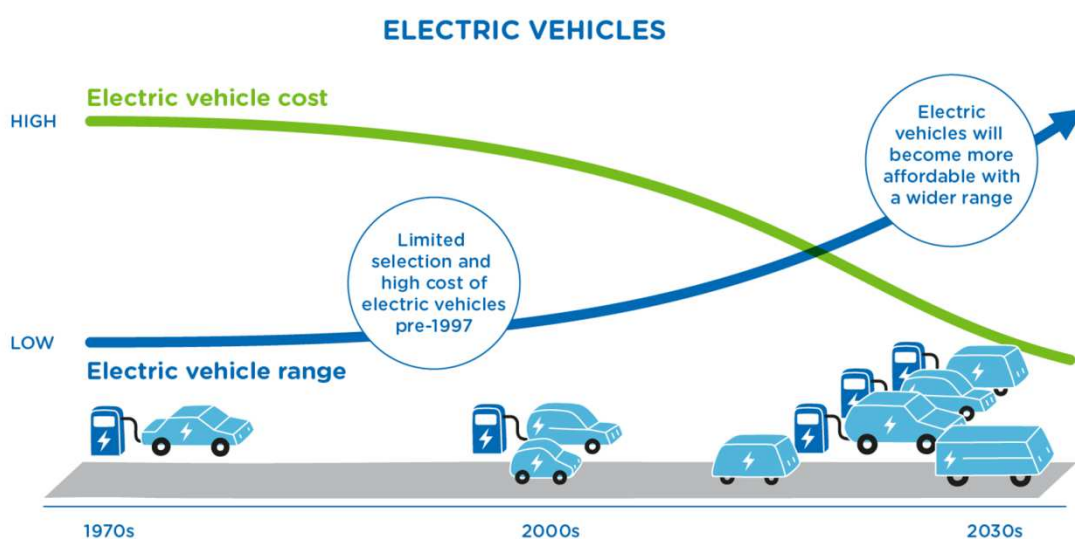 ELECTRIC VEHICLES
Electric vehicle cost
HIGH
Electric
vehicles will
become more
affordable with
a wider range
Limited
selection and
high cost of
electric vehicles
pre-1997
LOW
Electric vehicle range
1970s
2000s
2030s